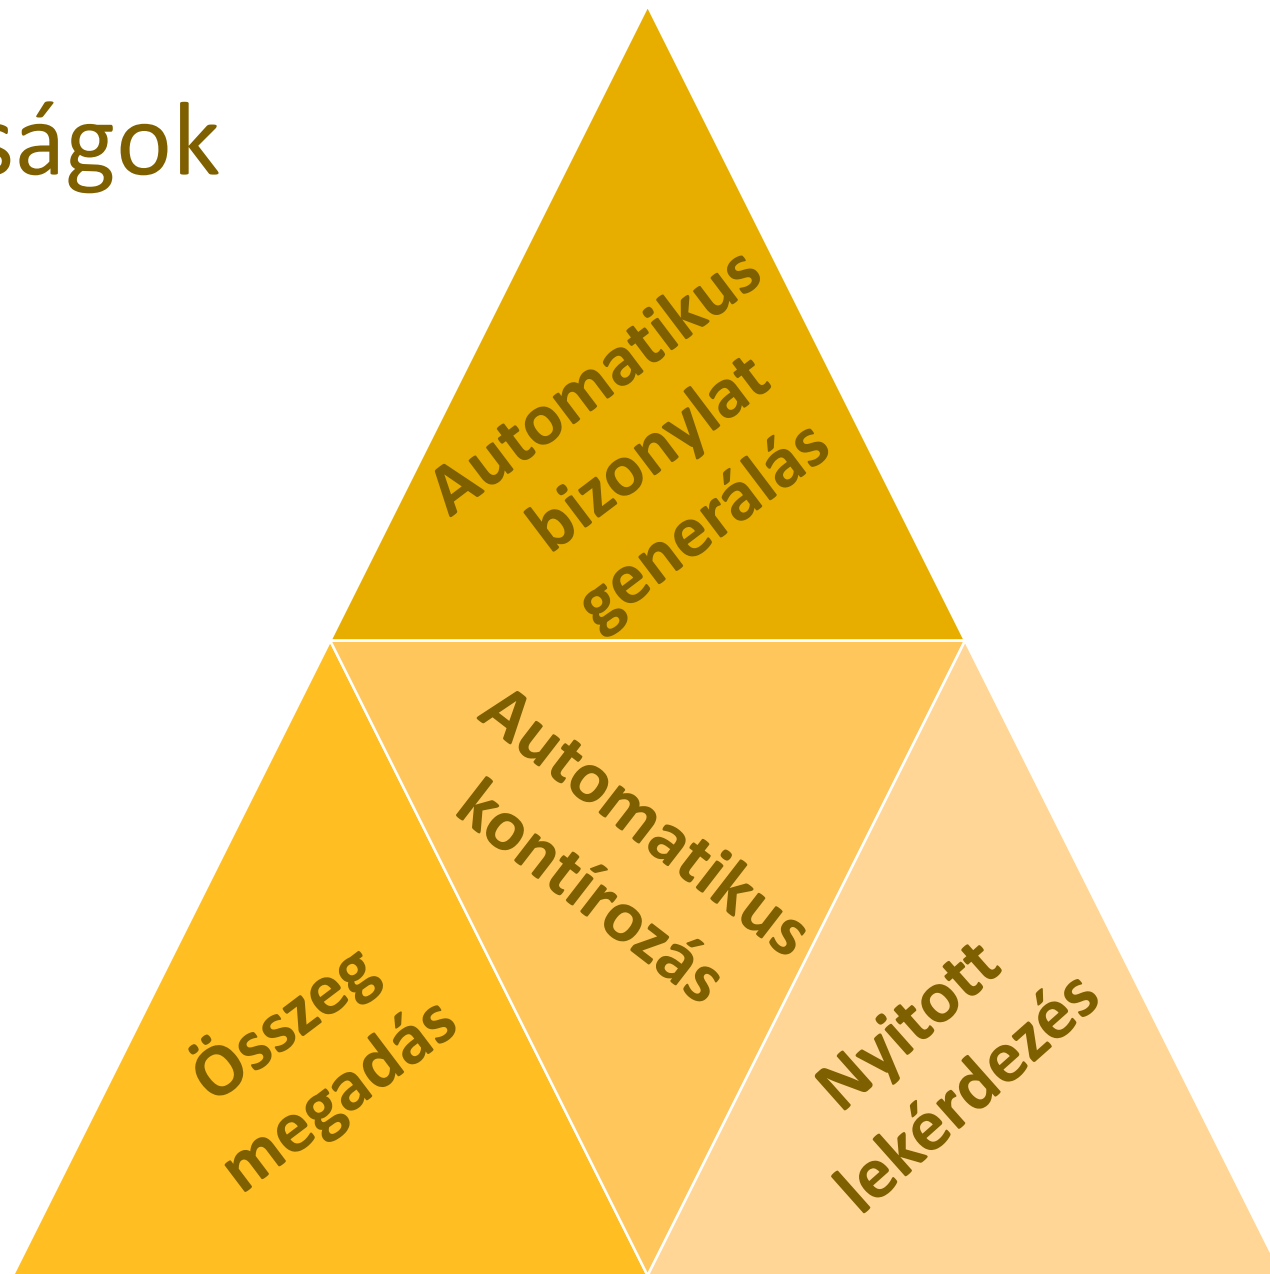 ságok
Automatikus
bizonylat
generálás
Automatikus
kontírozás
Összeg
megadás
Nyitott
lekérdezés